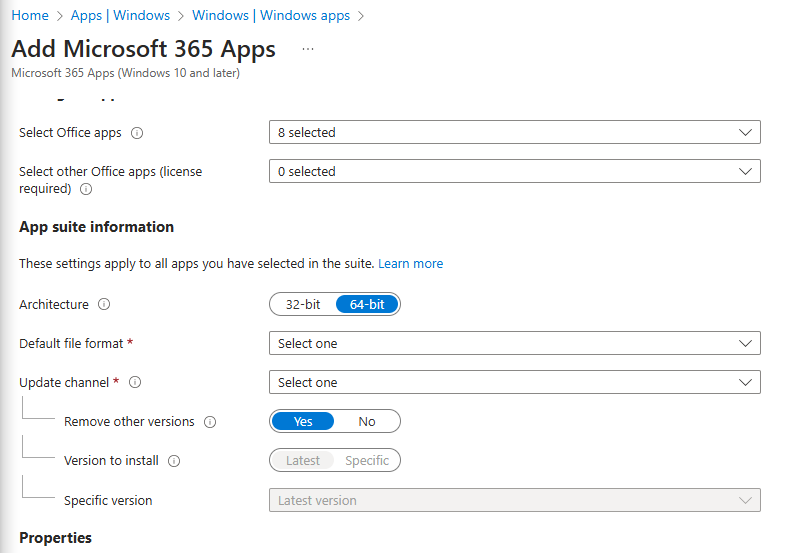 Home > Apps | Windows > Windows | Windows apps >
Add Microsoft 365 Apps ...
Microsoft 365 Apps (Windows 10 and later)
Select Office apps
8 selected
Select other Office apps (license
required)
0 selected
App suite information
These settings apply to all apps you have selected in the suite. Learn more
Architecture
32-bit 64-bit
Default file format *
Select one
Update channel *
Select one
Remove other versions
Yes No
Version to install
Latest Specific
Specific version
Latest version
Properties